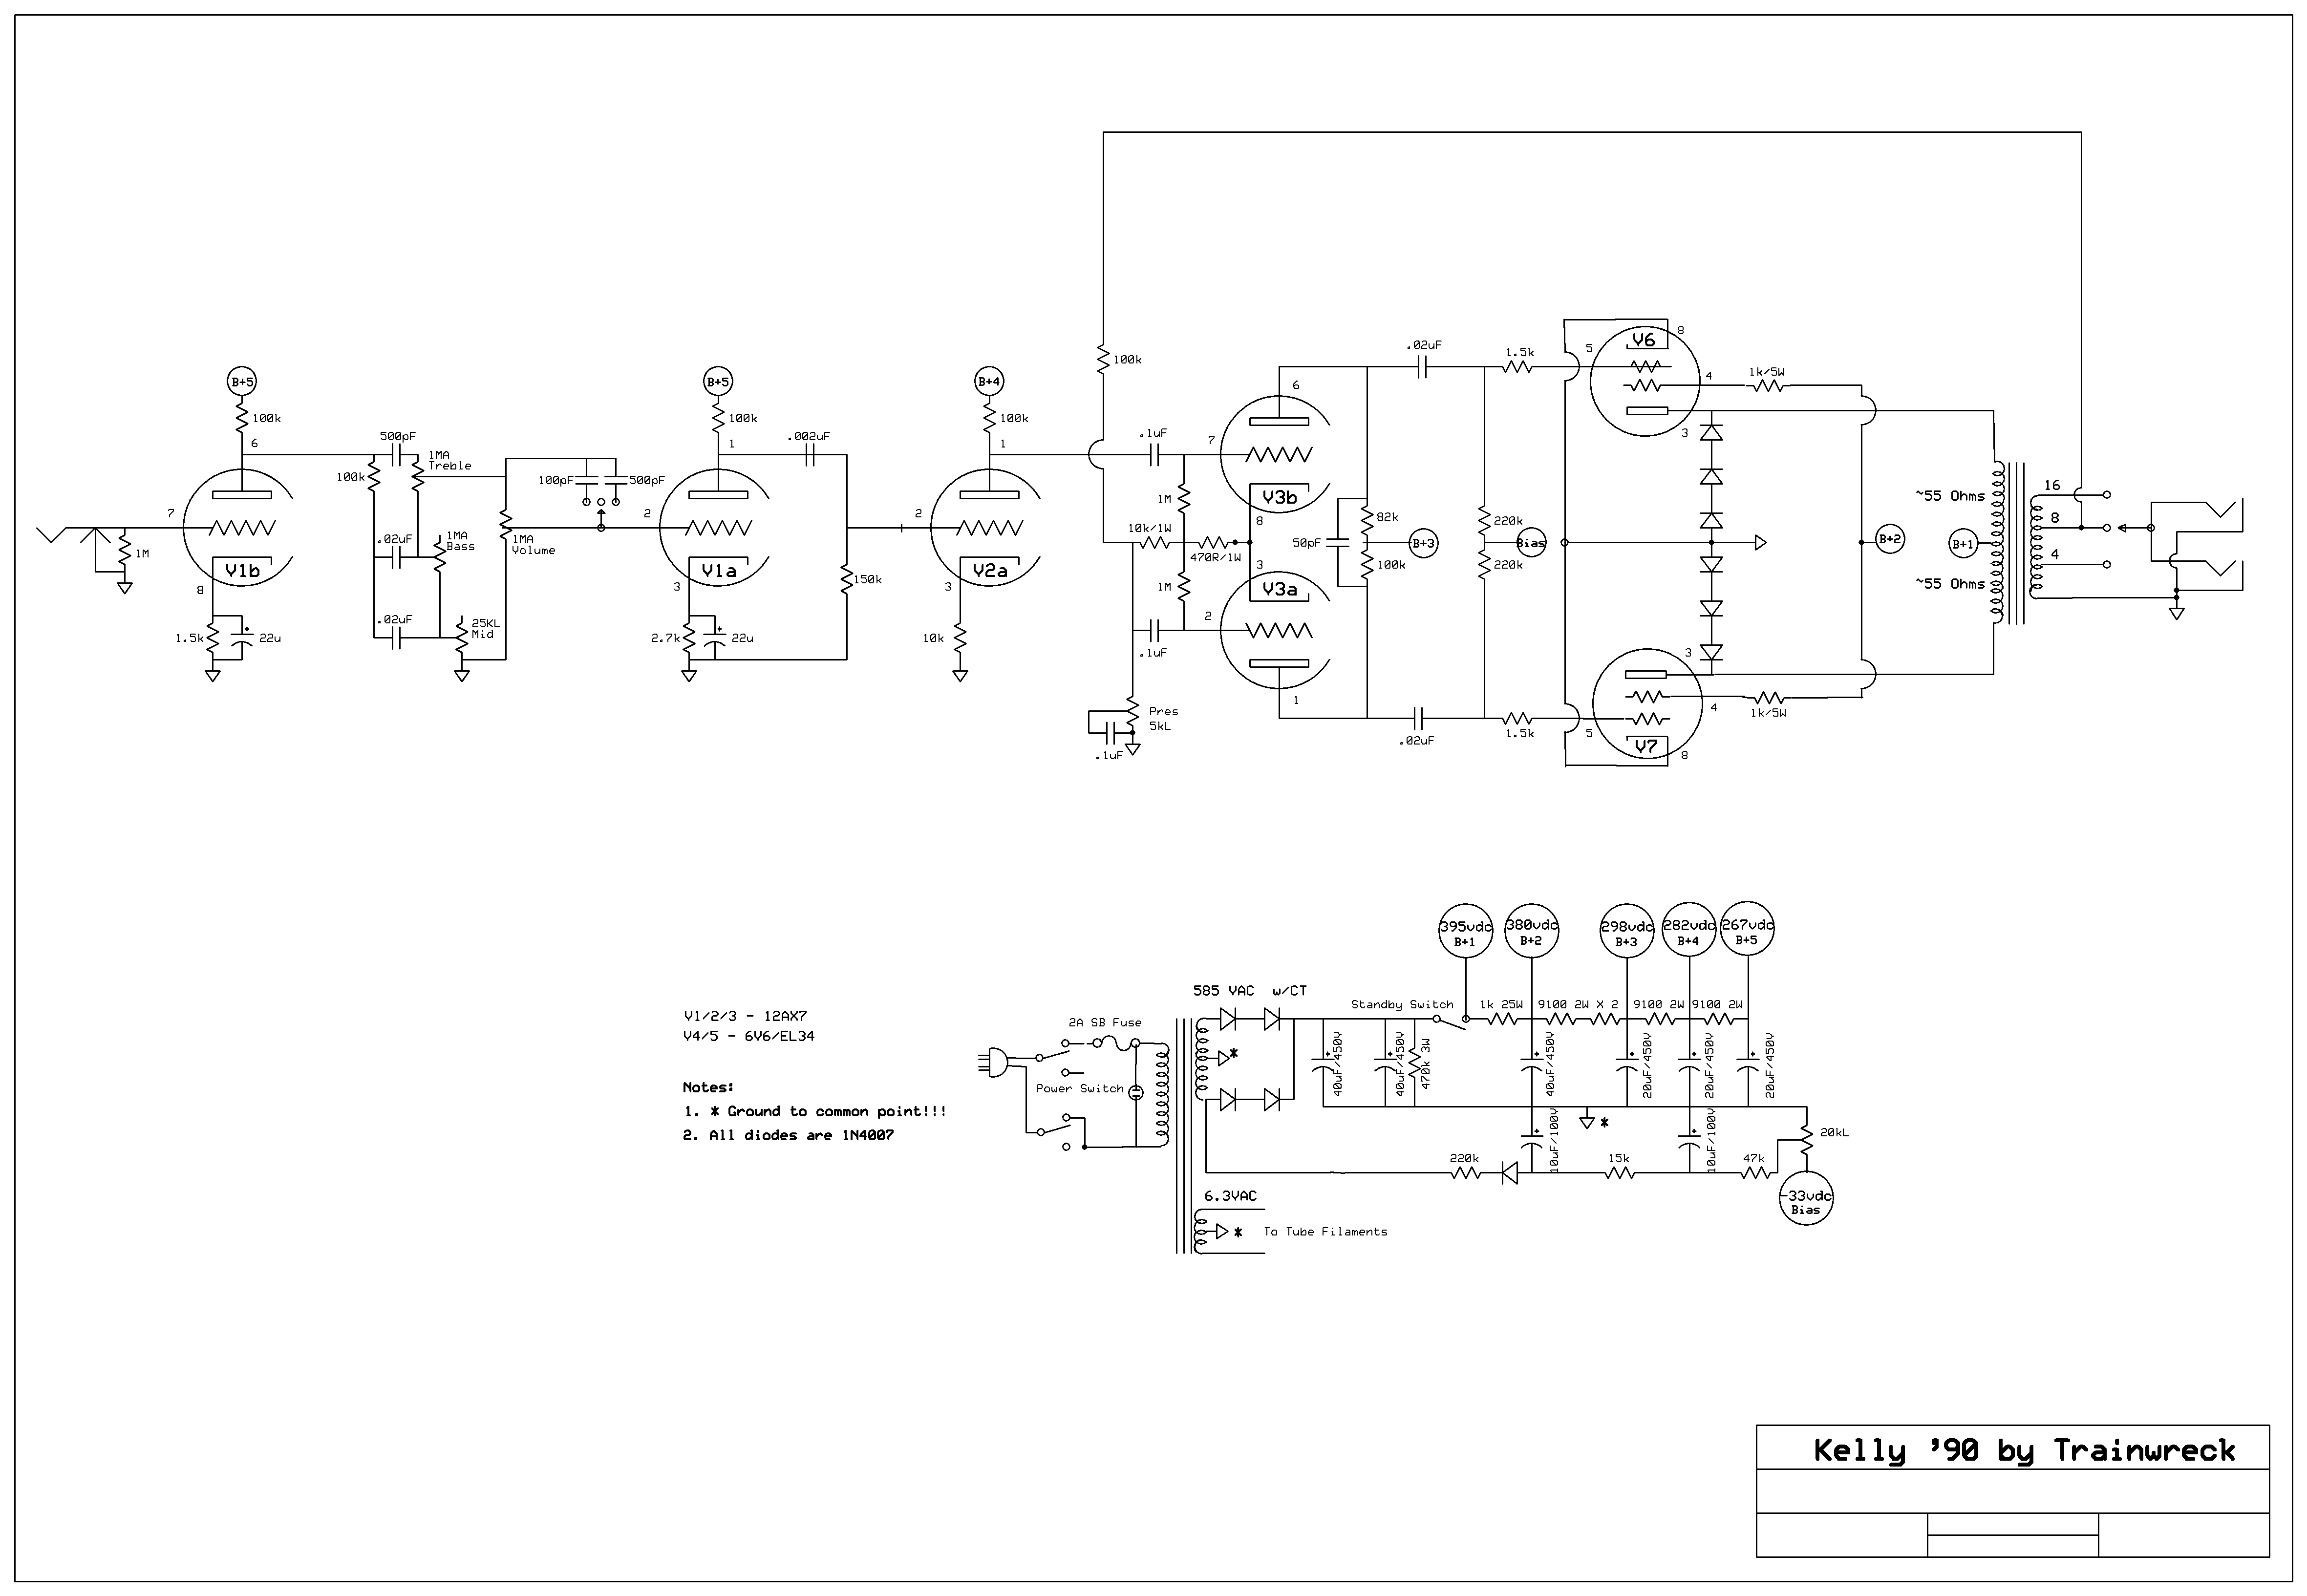 B+5
100k
6
7
V1b
8
1M
1.5k
22u
500pF
1MA
Treble
100k
.02uF
1MA
Bass
.02uF
25KL
Mid
1MA
Volume
100pF
500pF
B+5
100k
1
2
V1a
3
2.7k
22u
.002uF
150k
B+4
100k
1
2
V2a
3
10k
100k
.1uF
1M
10k/1W
470R/1W
1M
.1uF
Pres
5kL
.1uF
6
7
V3b
8
3
V3a
2
1
50pF
82k
100k
B+3
.02uF
220k
220k
Bias
.02uF
1.5k
1.5k
V6
8
5
4
3
1k/5W
3
4
1k/5W
5
V7
8
B+2
~55 Ohms
B+1
~55 Ohms
16
8
4
395vdc
B+1
380vdc
B+2
298vdc
B+3
282vdc
B+4
267vdc
B+5
585 VAC w/CT
Standby Switch
1k 25W
9100 2W X 2
9100 2W
9100 2W
V1/2/3 - 12AX7
V4/5 - 6V6/EL34
Notes:
1. * Ground to common point!!!
2. All diodes are 1N4007
2A SB Fuse
Power Switch
*
40uF/450V
40uF/450V
470k 3W
40uF/450V
20uF/450V
20uF/450V
20uF/450V
*
10uF/100V
10uF/100V
20kL
220k
15k
47k
-33vdc
Bias
6.3VAC
*
To Tube Filaments
Kelly '90 by Trainwreck